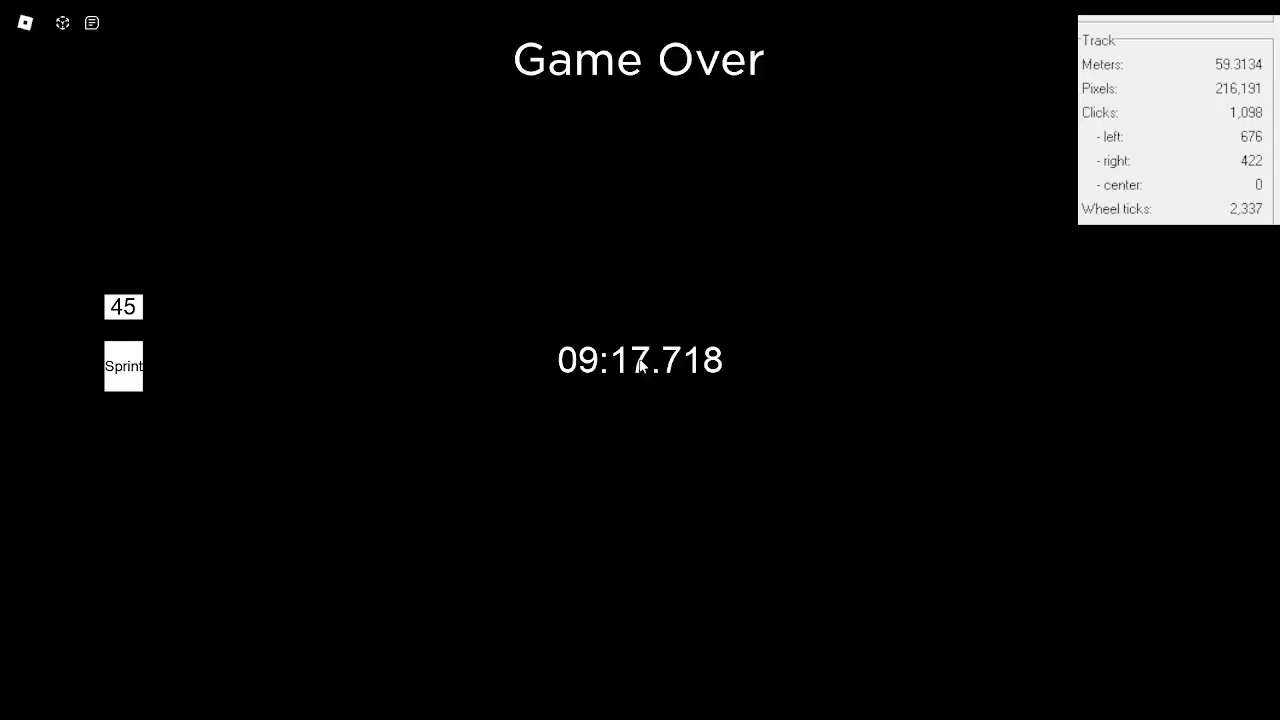 Game Over
Track
Meters: 59.3134
Pixels: 216,191
Clicks: 1,098
- left: 676
- right: 422
- center: 0
Wheel ticks: 2,337
45
Sprint
09:17.718